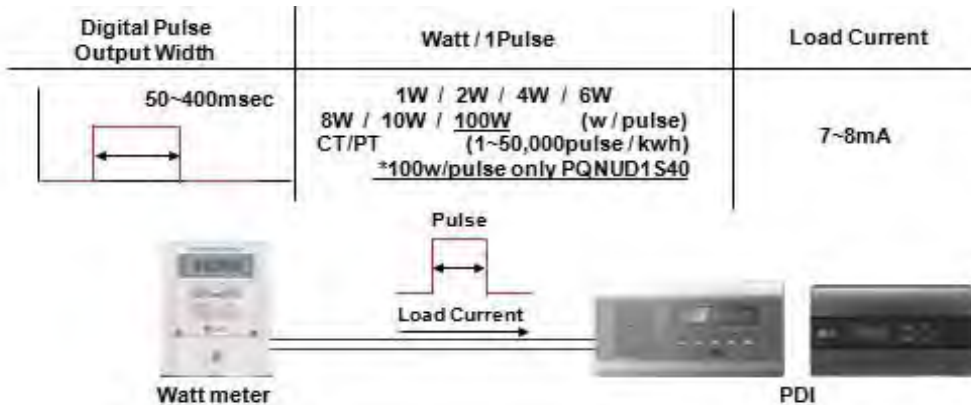 Digital Pulse
Output Width
Watt / 1Pulse
Load Current
50~400msec
1W / 2W / 4W / 6W
8W / 10W / 100W (w / pulse)
CT/PT (1~50,000pulse / kwh)
*100w/pulse only PQNUD1S40
7~8mA
Pulse
Load Current
Watt meter
PDI